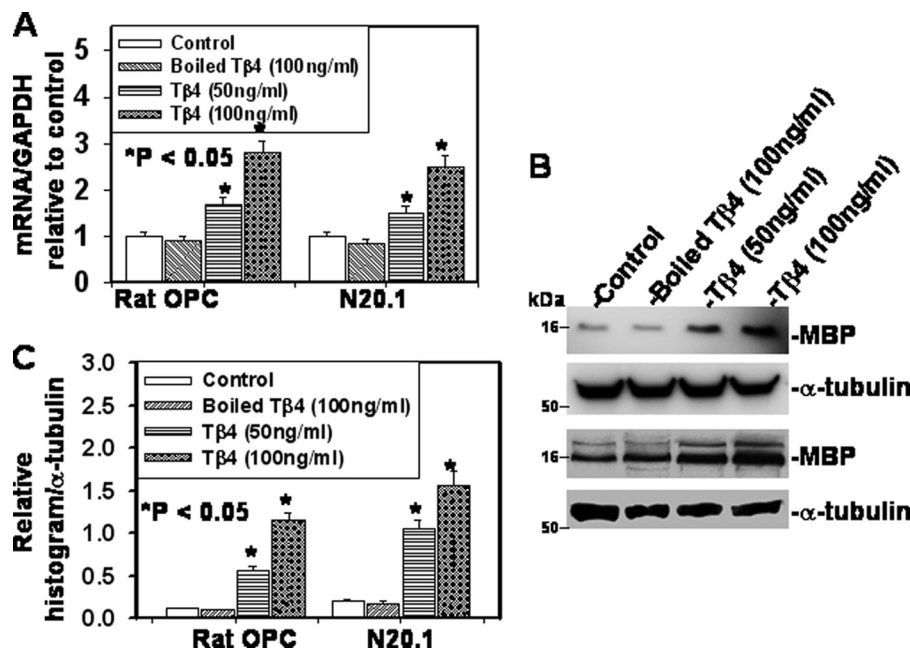 A
mRNA/GAPDH
relative to control
5
4
3
2
1
0
Control
Boiled Tβ4 (100ng/ml)
Tβ4 (50ng/ml)
Tβ4 (100ng/ml)
*P < 0.05
* * * *
Rat OPC N20.1
B
-Control
-Boiled Tβ4 (100ng/ml)
-Tβ4 (50ng/ml)
-Tβ4 (100ng/ml)
kDa
16– -MBP
-α-tubulin
50–
16– -MBP
-α-tubulin
50–
C
Relative
histogram/α-tubulin
3.0
2.5
2.0
1.5
1.0
0.5
0.0
Control
Boiled Tβ4 (100ng/ml)
Tβ4 (50ng/ml)
Tβ4 (100ng/ml)
*P < 0.05
* * * *
Rat OPC N20.1